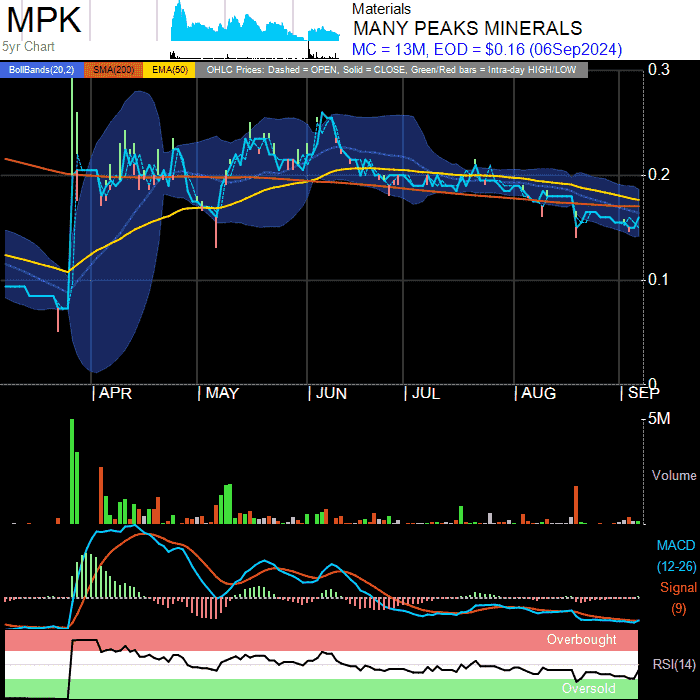 MPK
5yr Chart
Materials
MANY PEAKS MINERALS
MC = 13M, EOD = $0.16 (06Sep2024)
BollBands(20,2) SMA(200) EMA(50) OHLC Prices: Dashed = OPEN, Solid = CLOSE, Green/Red bars = Intra-day HIGH/LOW
0.3
0.2
0.1
0
APR MAY JUN JUL AUG SEP
5M
Volume
MACD
(12-26)
Signal
(9)
Overbought
RSI(14)
Oversold